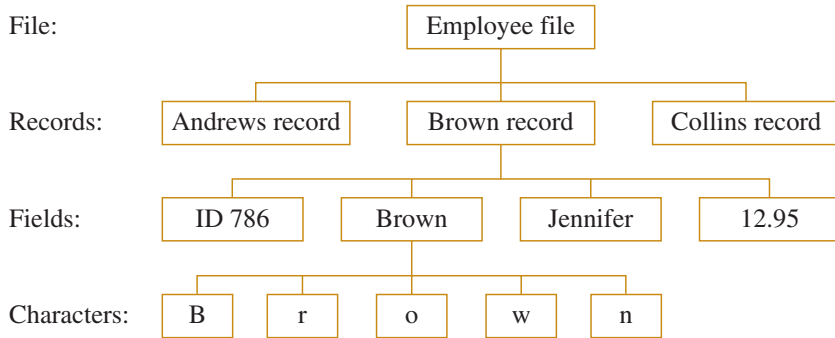 File: Employee file
Records: Andrews record Brown record Collins record
Fields: ID 786 Brown Jennifer 12.95
Characters: B r o w n